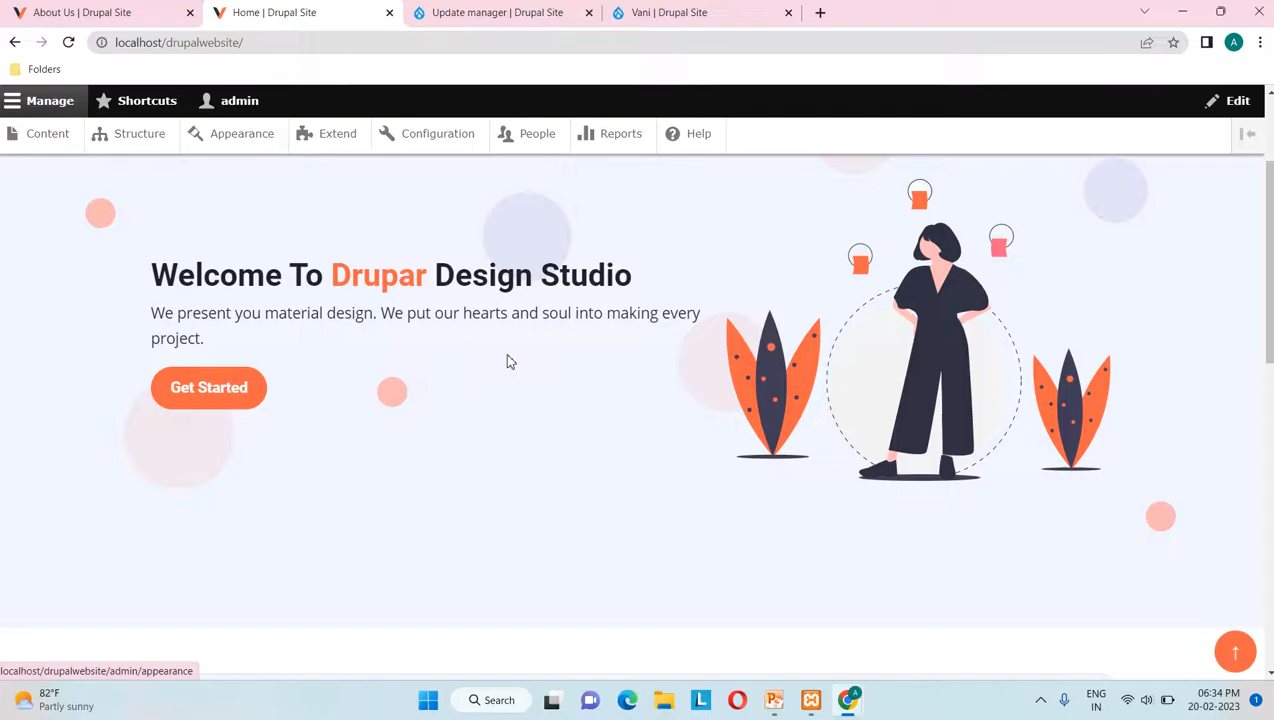 About Us | Drupal Site
Home | Drupal Site
Update manager | Drupal Site
Vani | Drupal Site
localhost/drupalwebsite/
A
Folders
Manage
Shortcuts
admin
Edit
Content
Structure
Appearance
Extend
Configuration
People
Reports
Help
Welcome To Drupar Design Studio
We present you material design. We put our hearts and soul into making every
project.
Get Started
localhost/drupalwebsite/admin/appearance
82°F
Partly sunny
Search
L
A
ENG
IN
06:34 PM
20-02-2023
1